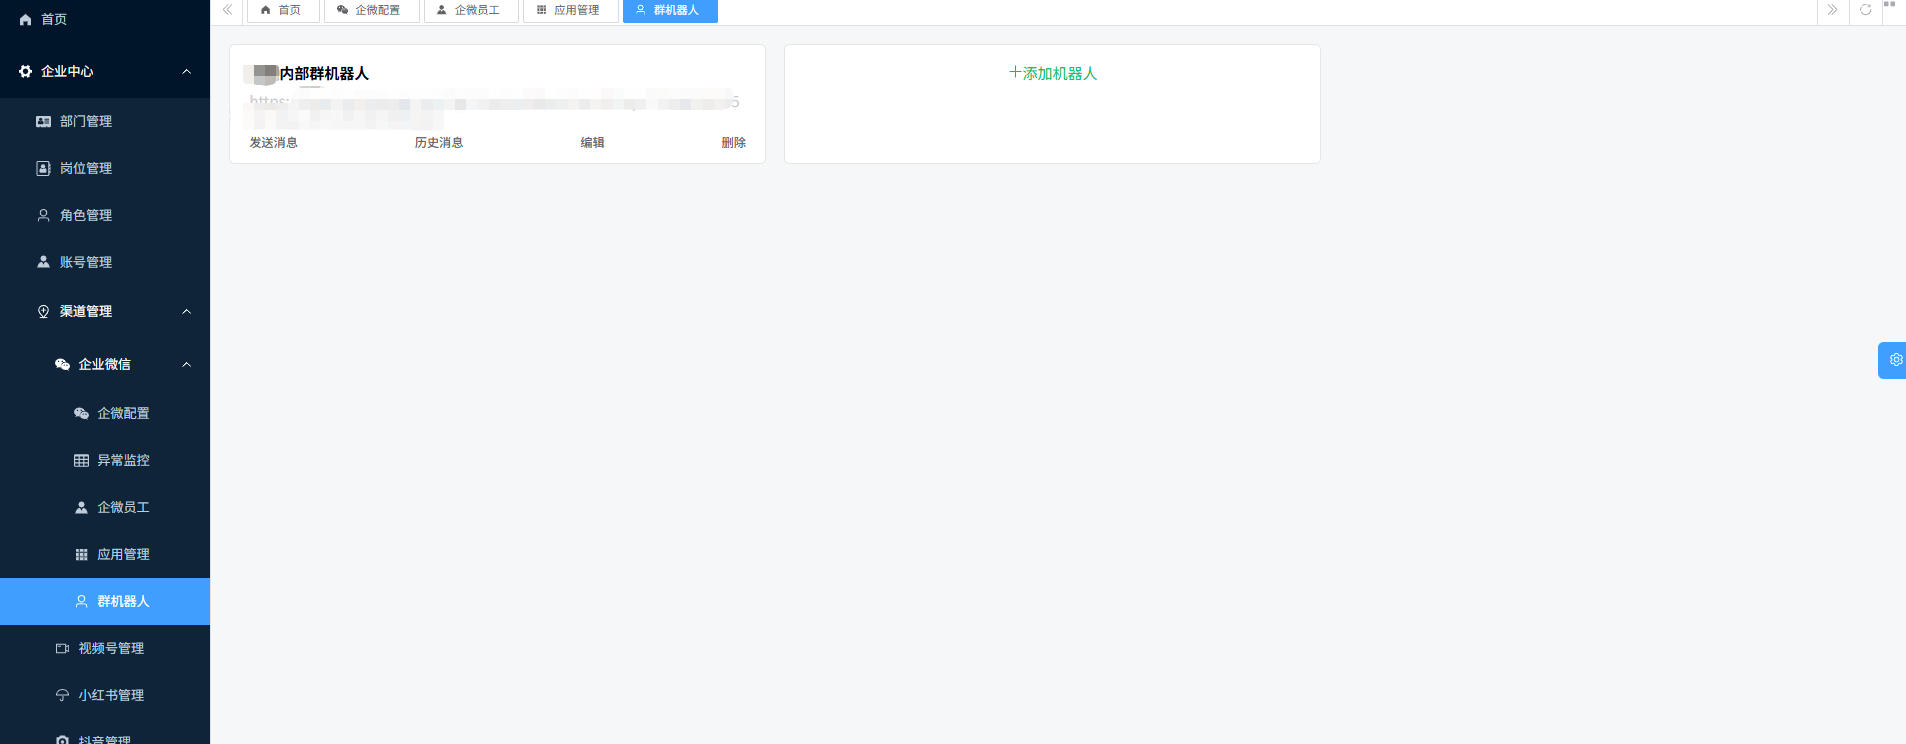 首页
企业中心
部门管理
岗位管理
角色管理
账号管理
渠道管理
企业微信
企微配置
异常监控
企微员工
应用管理
群机器人
视频号管理
小红书管理
抖音管理
首页 企微配置 企微员工 应用管理 群机器人
内部群机器人
https:
5
发送消息 历史消息 编辑 删除
添加机器人